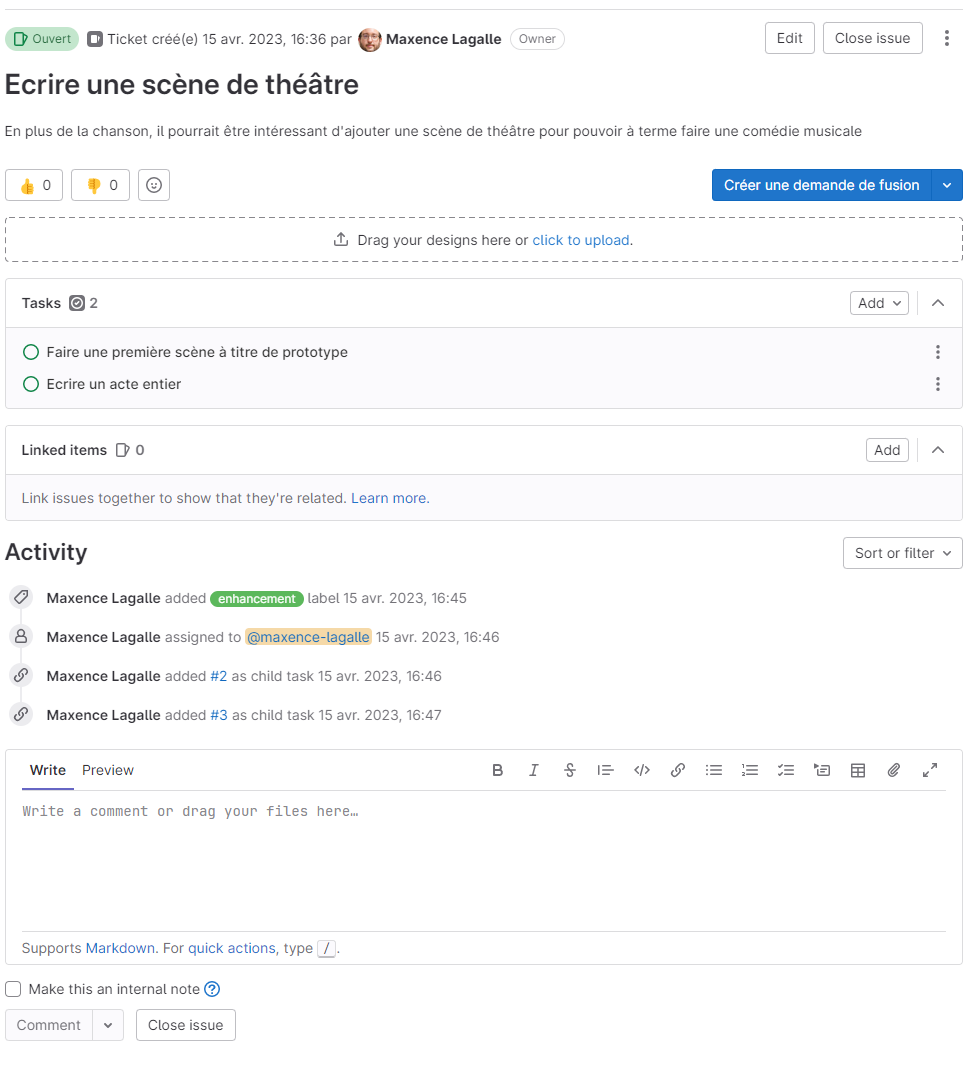 Ouvert Ticket créé(e) 15 avr. 2023, 16:36 par Maxence Lagalle Owner Edit Close issue
Ecrire une scène de théâtre
En plus de la chanson, il pourrait être intéressant d'ajouter une scène de théâtre pour pouvoir à terme faire une comédie musicale
👍 0 👎 0 Créer une demande de fusion
Drag your designs here or click to upload.
Tasks 2 Add
Faire une première scène à titre de prototype
Ecrire un acte entier
Linked items 0 Add
Link issues together to show that they're related. Learn more.
Activity Sort or filter
Maxence Lagalle added enhancement label 15 avr. 2023, 16:45
Maxence Lagalle assigned to @maxence-lagalle 15 avr. 2023, 16:46
Maxence Lagalle added #2 as child task 15 avr. 2023, 16:46
Maxence Lagalle added #3 as child task 15 avr. 2023, 16:47
Write Preview
Write a comment or drag your files here…
Supports Markdown. For quick actions, type /.
Make this an internal note
Comment Close issue